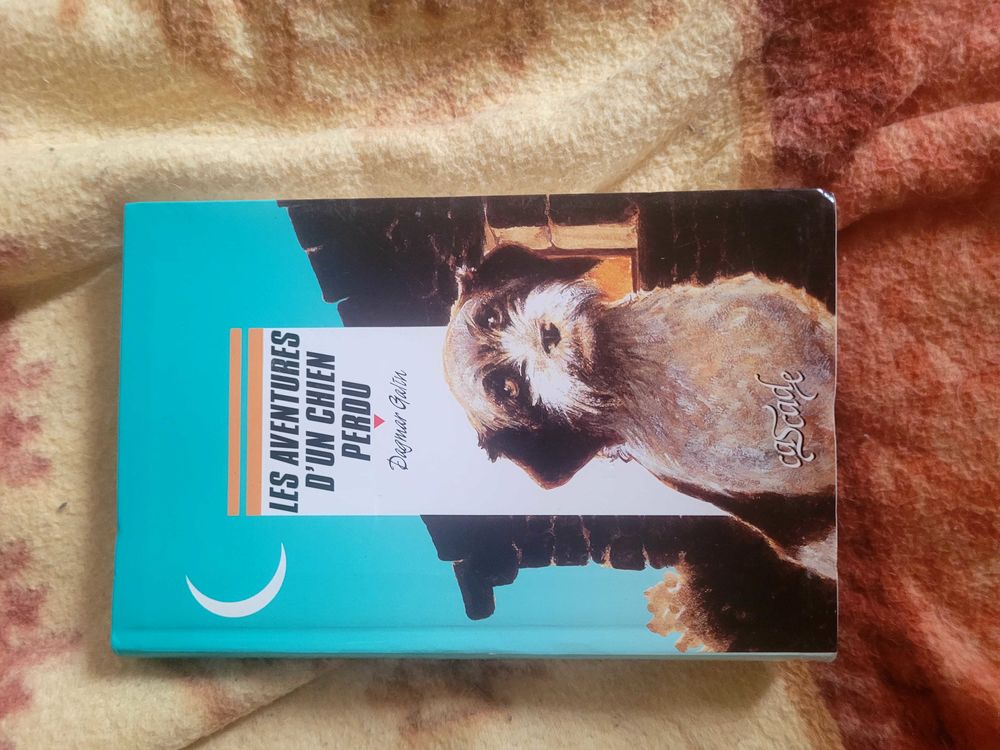 LES AVENTURES
D'UN CHIEN
PERDU
Dagmar Galin
cascade